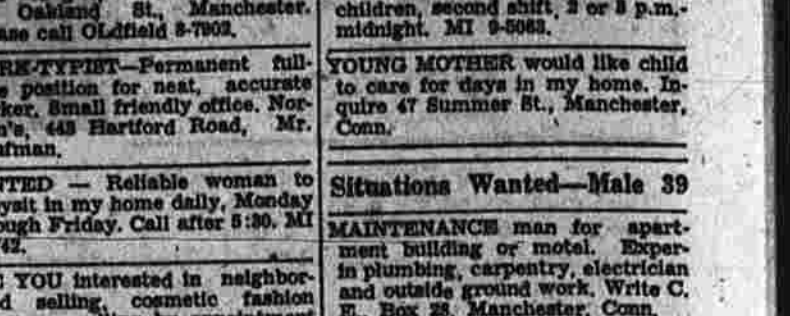 Oakland St., Manchester.
ase call OLdfield 8-7902.
RK-TYPIST—Permanent full-
e position for neat, accurate
ker. Small friendly office. Nor-
n's, 445 Hartford Road, Mr.
ufman.
TED — Reliable woman to
ysit in my home daily, Monday
ough Friday. Call after 5:30. MI
742.
YOU interested in neighbor-
d selling, cosmetic fashion
children, second shift, 2 or 3 p.m.-
midnight. MI 9-5063.
YOUNG MOTHER would like child
to care for days in my home. In-
quire 47 Summer St., Manchester,
Conn.
Situations Wanted—Male 39
MAINTENANCE man for apart-
ment building or motel. Exper-
in plumbing, carpentry, electrician
and outside ground work. Write C.
E., Box 28, Manchester, Conn.